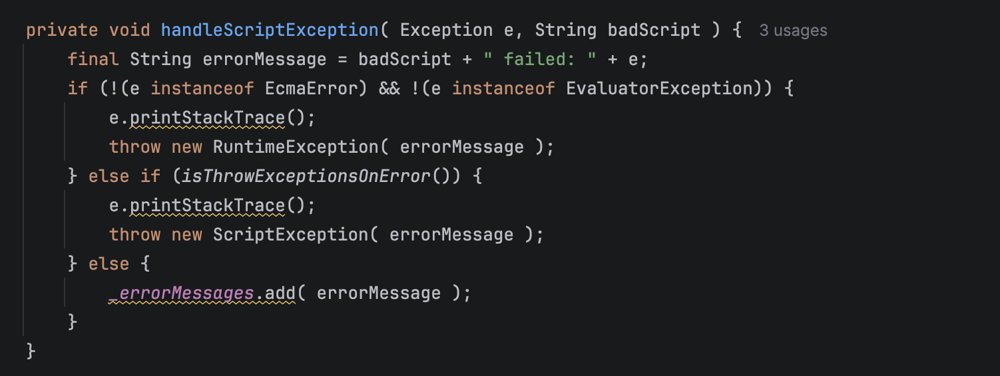 private void handleScriptException( Exception e, String badScript ) { 3 usages
    final String errorMessage = badScript + " failed: " + e;
    if (!(e instanceof EcmaError) && !(e instanceof EvaluatorException)) {
        e.printStackTrace();
        throw new RuntimeException( errorMessage );
    } else if (isThrowExceptionsOnError()) {
        e.printStackTrace();
        throw new ScriptException( errorMessage );
    } else {
        _errorMessages.add( errorMessage );
    }
}